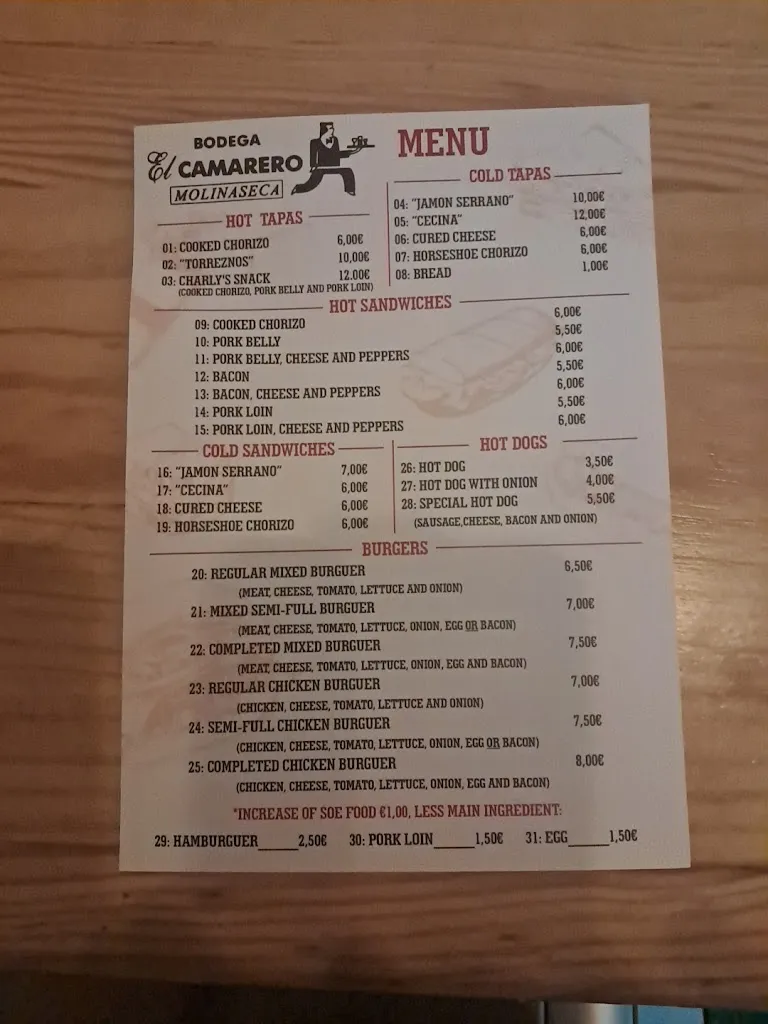 BODEGA
El CAMARERO
MOLINASECA
MENU
HOT TAPAS
01: COOKED CHORIZO 6,00€
02: "TORREZNOS" 10,00€
03: CHARLY'S SNACK 12,00€
(COOKED CHORIZO, PORK BELLY AND PORK LOIN)
COLD TAPAS
04: "JAMON SERRANO" 10,00€
05: "CECINA" 12,00€
06: CURED CHEESE 6,00€
07: HORSESHOE CHORIZO 6,00€
08: BREAD 1,00€
HOT SANDWICHES
09: COOKED CHORIZO 6,00€
10: PORK BELLY 5,50€
11: PORK BELLY, CHEESE AND PEPPERS 6,00€
12: BACON 5,50€
13: BACON, CHEESE AND PEPPERS 6,00€
14: PORK LOIN 5,50€
15: PORK LOIN, CHEESE AND PEPPERS 6,00€
COLD SANDWICHES
16: "JAMON SERRANO" 7,00€
17: "CECINA" 6,00€
18: CURED CHEESE 6,00€
19: HORSESHOE CHORIZO 6,00€
HOT DOGS
26: HOT DOG 3,50€
27: HOT DOG WITH ONION 4,00€
28: SPECIAL HOT DOG 5,50€
(SAUSAGE,CHEESE, BACON AND ONION)
BURGERS
20: REGULAR MIXED BURGUER 6,50€
(MEAT, CHEESE, TOMATO, LETTUCE AND ONION)
21: MIXED SEMI-FULL BURGUER 7,00€
(MEAT, CHEESE, TOMATO, LETTUCE, ONION, EGG OR BACON)
22: COMPLETED MIXED BURGUER 7,50€
(MEAT, CHEESE, TOMATO, LETTUCE, ONION, EGG AND BACON)
23: REGULAR CHICKEN BURGUER 7,00€
(CHICKEN, CHEESE, TOMATO, LETTUCE AND ONION)
24: SEMI-FULL CHICKEN BURGUER 7,50€
(CHICKEN, CHEESE, TOMATO, LETTUCE, ONION, EGG OR BACON)
25: COMPLETED CHICKEN BURGUER 8,00€
(CHICKEN, CHEESE, TOMATO, LETTUCE, ONION, EGG AND BACON)
*INCREASE OF SOE FOOD €1,00, LESS MAIN INGREDIENT:
29: HAMBURGUER______2,50€ 30: PORK LOIN______1,50€ 31: EGG______1,50€